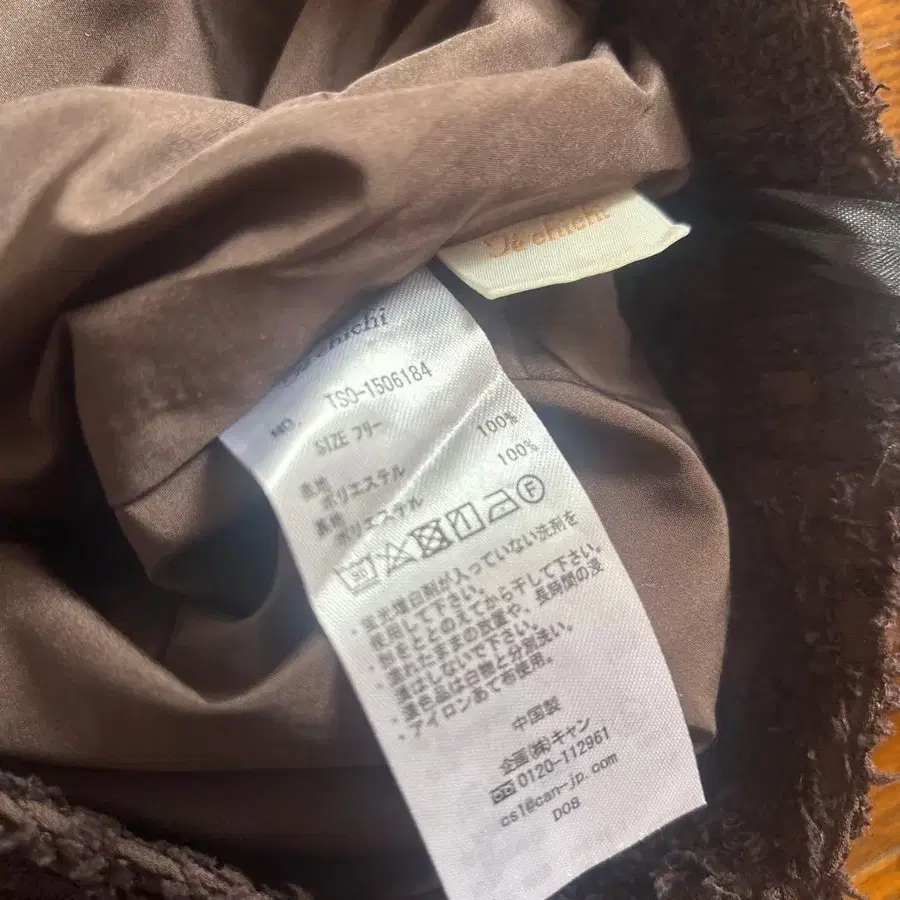 Té chichi
Té chichi
NO. TSO-1506184
SIZE フリー
表地
ポリエステル 100%
裏地
ポリエステル 100%
・蛍光増白剤が入っていない洗剤を
使用して下さい。
・形をととのえてから干して下さい。
・濡れたままの放置や、長時間の浸
漬はしないで下さい。
・濃色品は白物と分別洗い。
・アイロンあて布使用。
中国製
企画(株)キャン
0120-112961
csl@can-jp.com
D08